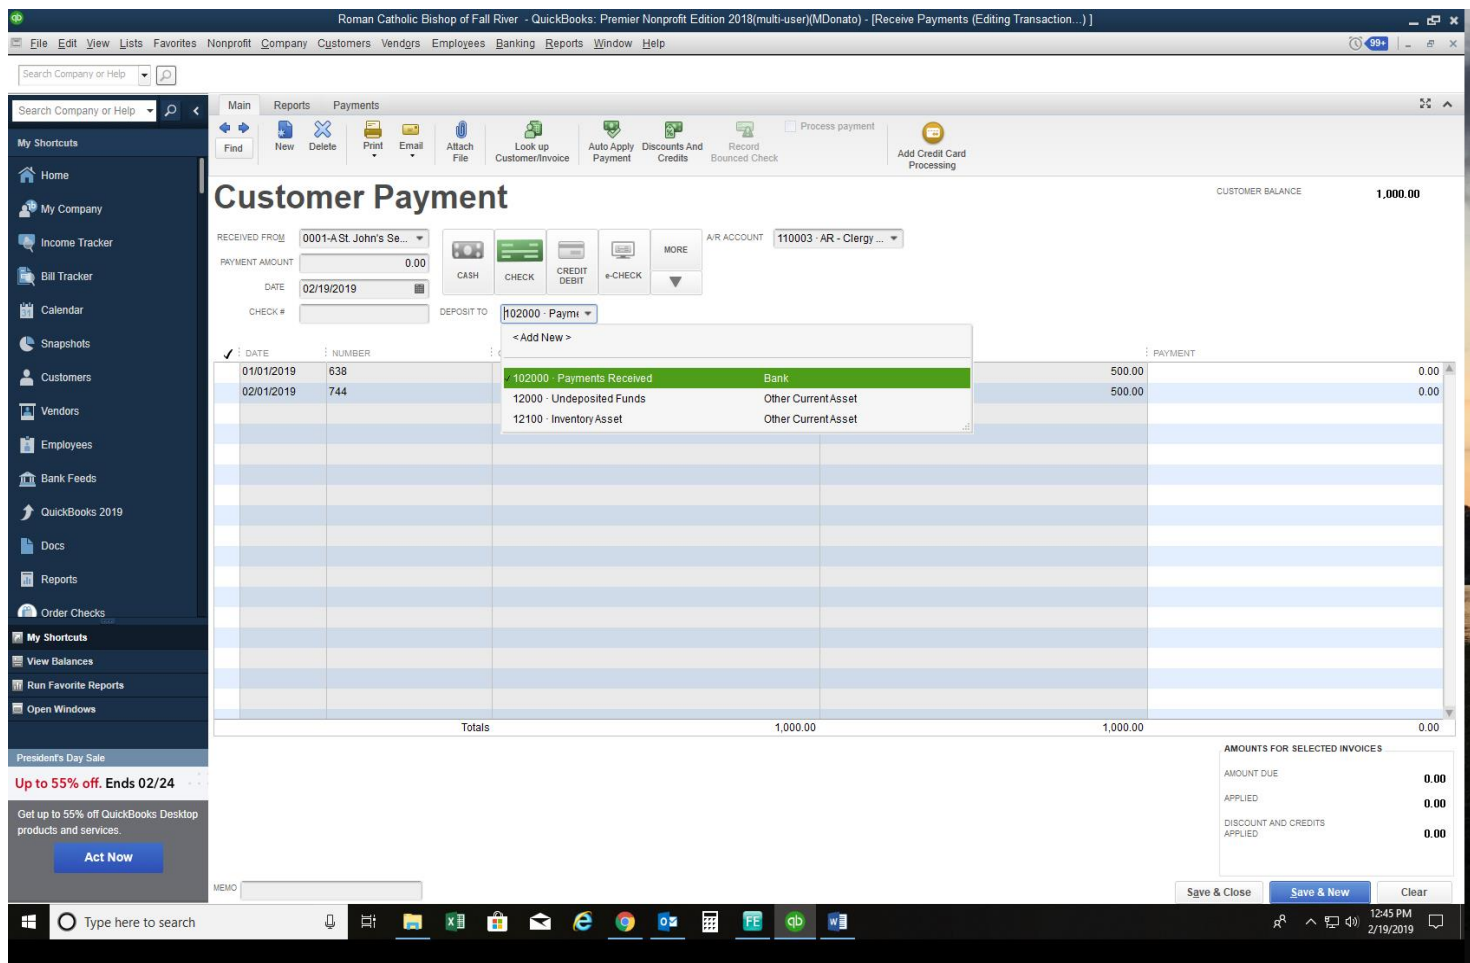 qb
Roman Catholic Bishop of Fall River - QuickBooks: Premier Nonprofit Edition 2018(multi-user)(MDonato) - [Receive Payments (Editing Transaction...) ]
File Edit View Lists Favorites Nonprofit Company Customers Vendors Employees Banking Reports Window Help
99+
Search Company or Help
Search Company or Help
My Shortcuts
Home
My Company
Income Tracker
Bill Tracker
Calendar
Snapshots
Customers
Vendors
Employees
Bank Feeds
QuickBooks 2019
Docs
Reports
Order Checks
My Shortcuts
View Balances
Run Favorite Reports
Open Windows
President's Day Sale
Up to 55% off. Ends 02/24
Get up to 55% off QuickBooks Desktop
products and services.
Act Now
Main Reports Payments
Find
New
Delete
Print
Email
Attach
File
Look up
Customer/Invoice
Auto Apply
Payment
Discounts And
Credits
Record
Bounced Check
Process payment
Add Credit Card
Processing
Customer Payment
CUSTOMER BALANCE 1,000.00
RECEIVED FROM 0001-A St. John's Se...
PAYMENT AMOUNT 0.00
DATE 02/19/2019
CHECK #
CASH
CHECK
CREDIT
DEBIT
e-CHECK
MORE
A/R ACCOUNT 110003 · AR - Clergy ...
DEPOSIT TO 102000 · Payme
< Add New >
102000 · Payments Received Bank
12000 · Undeposited Funds Other Current Asset
12100 · Inventory Asset Other Current Asset
DATE NUMBER PAYMENT
01/01/2019 638 500.00 0.00
02/01/2019 744 500.00 0.00
Totals 1,000.00 1,000.00 0.00
AMOUNTS FOR SELECTED INVOICES
AMOUNT DUE 0.00
APPLIED 0.00
DISCOUNT AND CREDITS
APPLIED 0.00
MEMO
Save & Close Save & New Clear
Type here to search
FE
qb
12:45 PM
2/19/2019